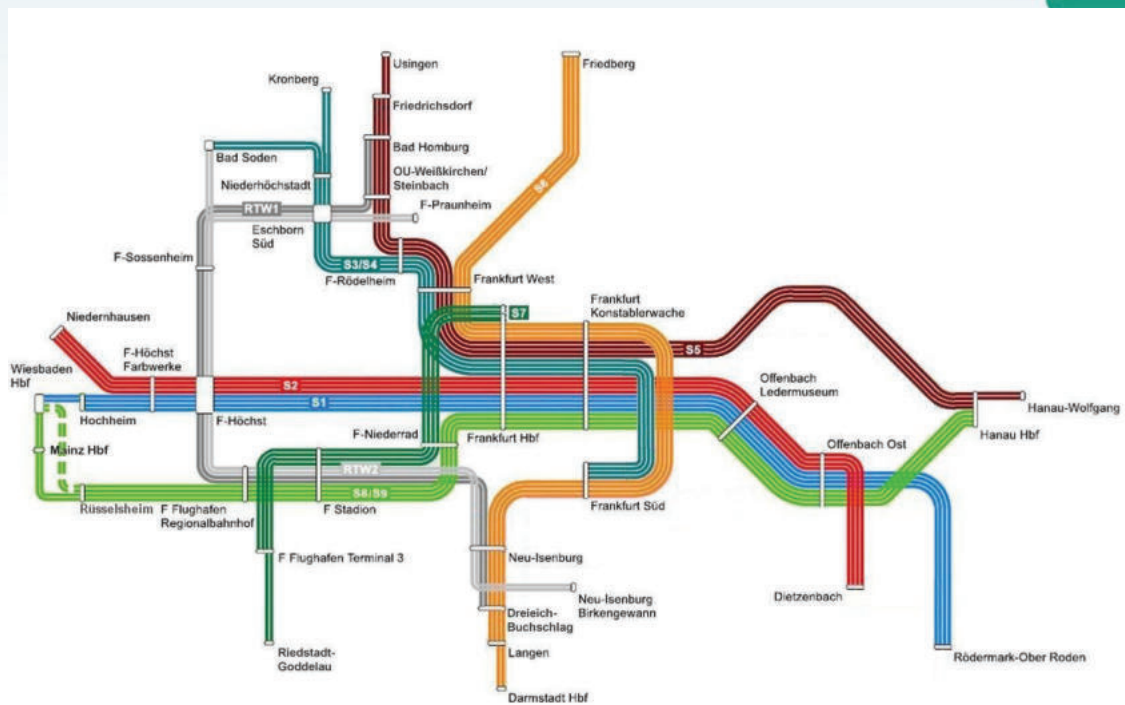 Usingen
Friedberg
Kronberg
Friedrichsdorf
Bad Homburg
Bad Soden
Niederhöchstadt
OU-Weißkirchen/
Steinbach
S6
RTW1
F-Praunheim
Eschborn
Süd
F-Sossenheim
S3/S4
F-Rödelheim
Frankfurt West
Niedernhausen
S7
Frankfurt
Konstablerwache
S5
Wiesbaden
Hbf
F-Höchst
Farbwerke
S2
Offenbach
Ledermuseum
Hochheim
S1
F-Höchst
Hanau-Wolfgang
Mainz Hbf
F-Niederrad
Frankfurt Hbf
Offenbach Ost
Hanau Hbf
RTW2
S8/S9
Rüsselsheim
F Flughafen
Regionalbahnhof
F Stadion
Frankfurt Süd
F Flughafen Terminal 3
Neu-Isenburg
Neu-Isenburg
Birkengewann
Dietzenbach
Dreieich-
Buchschlag
Riedstadt-
Goddelau
Langen
Rödermark-Ober Roden
Darmstadt Hbf